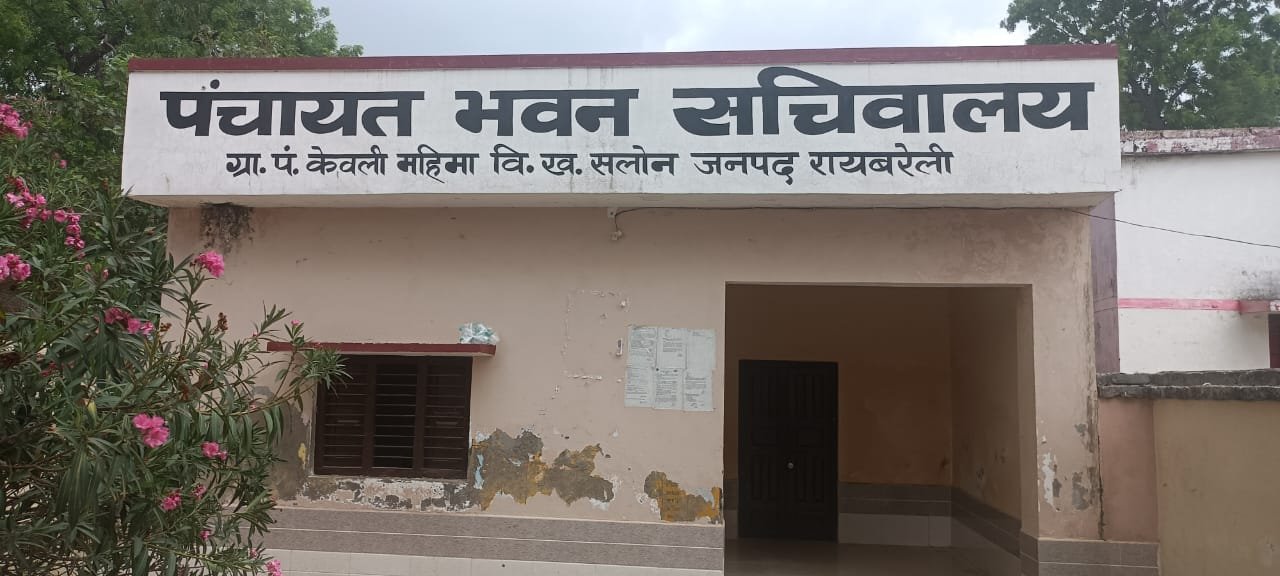 पंचायत भवन सचिवालय
ग्रा. पं. केवली महिमा वि. ख. सलोन जनपद रायबरेली